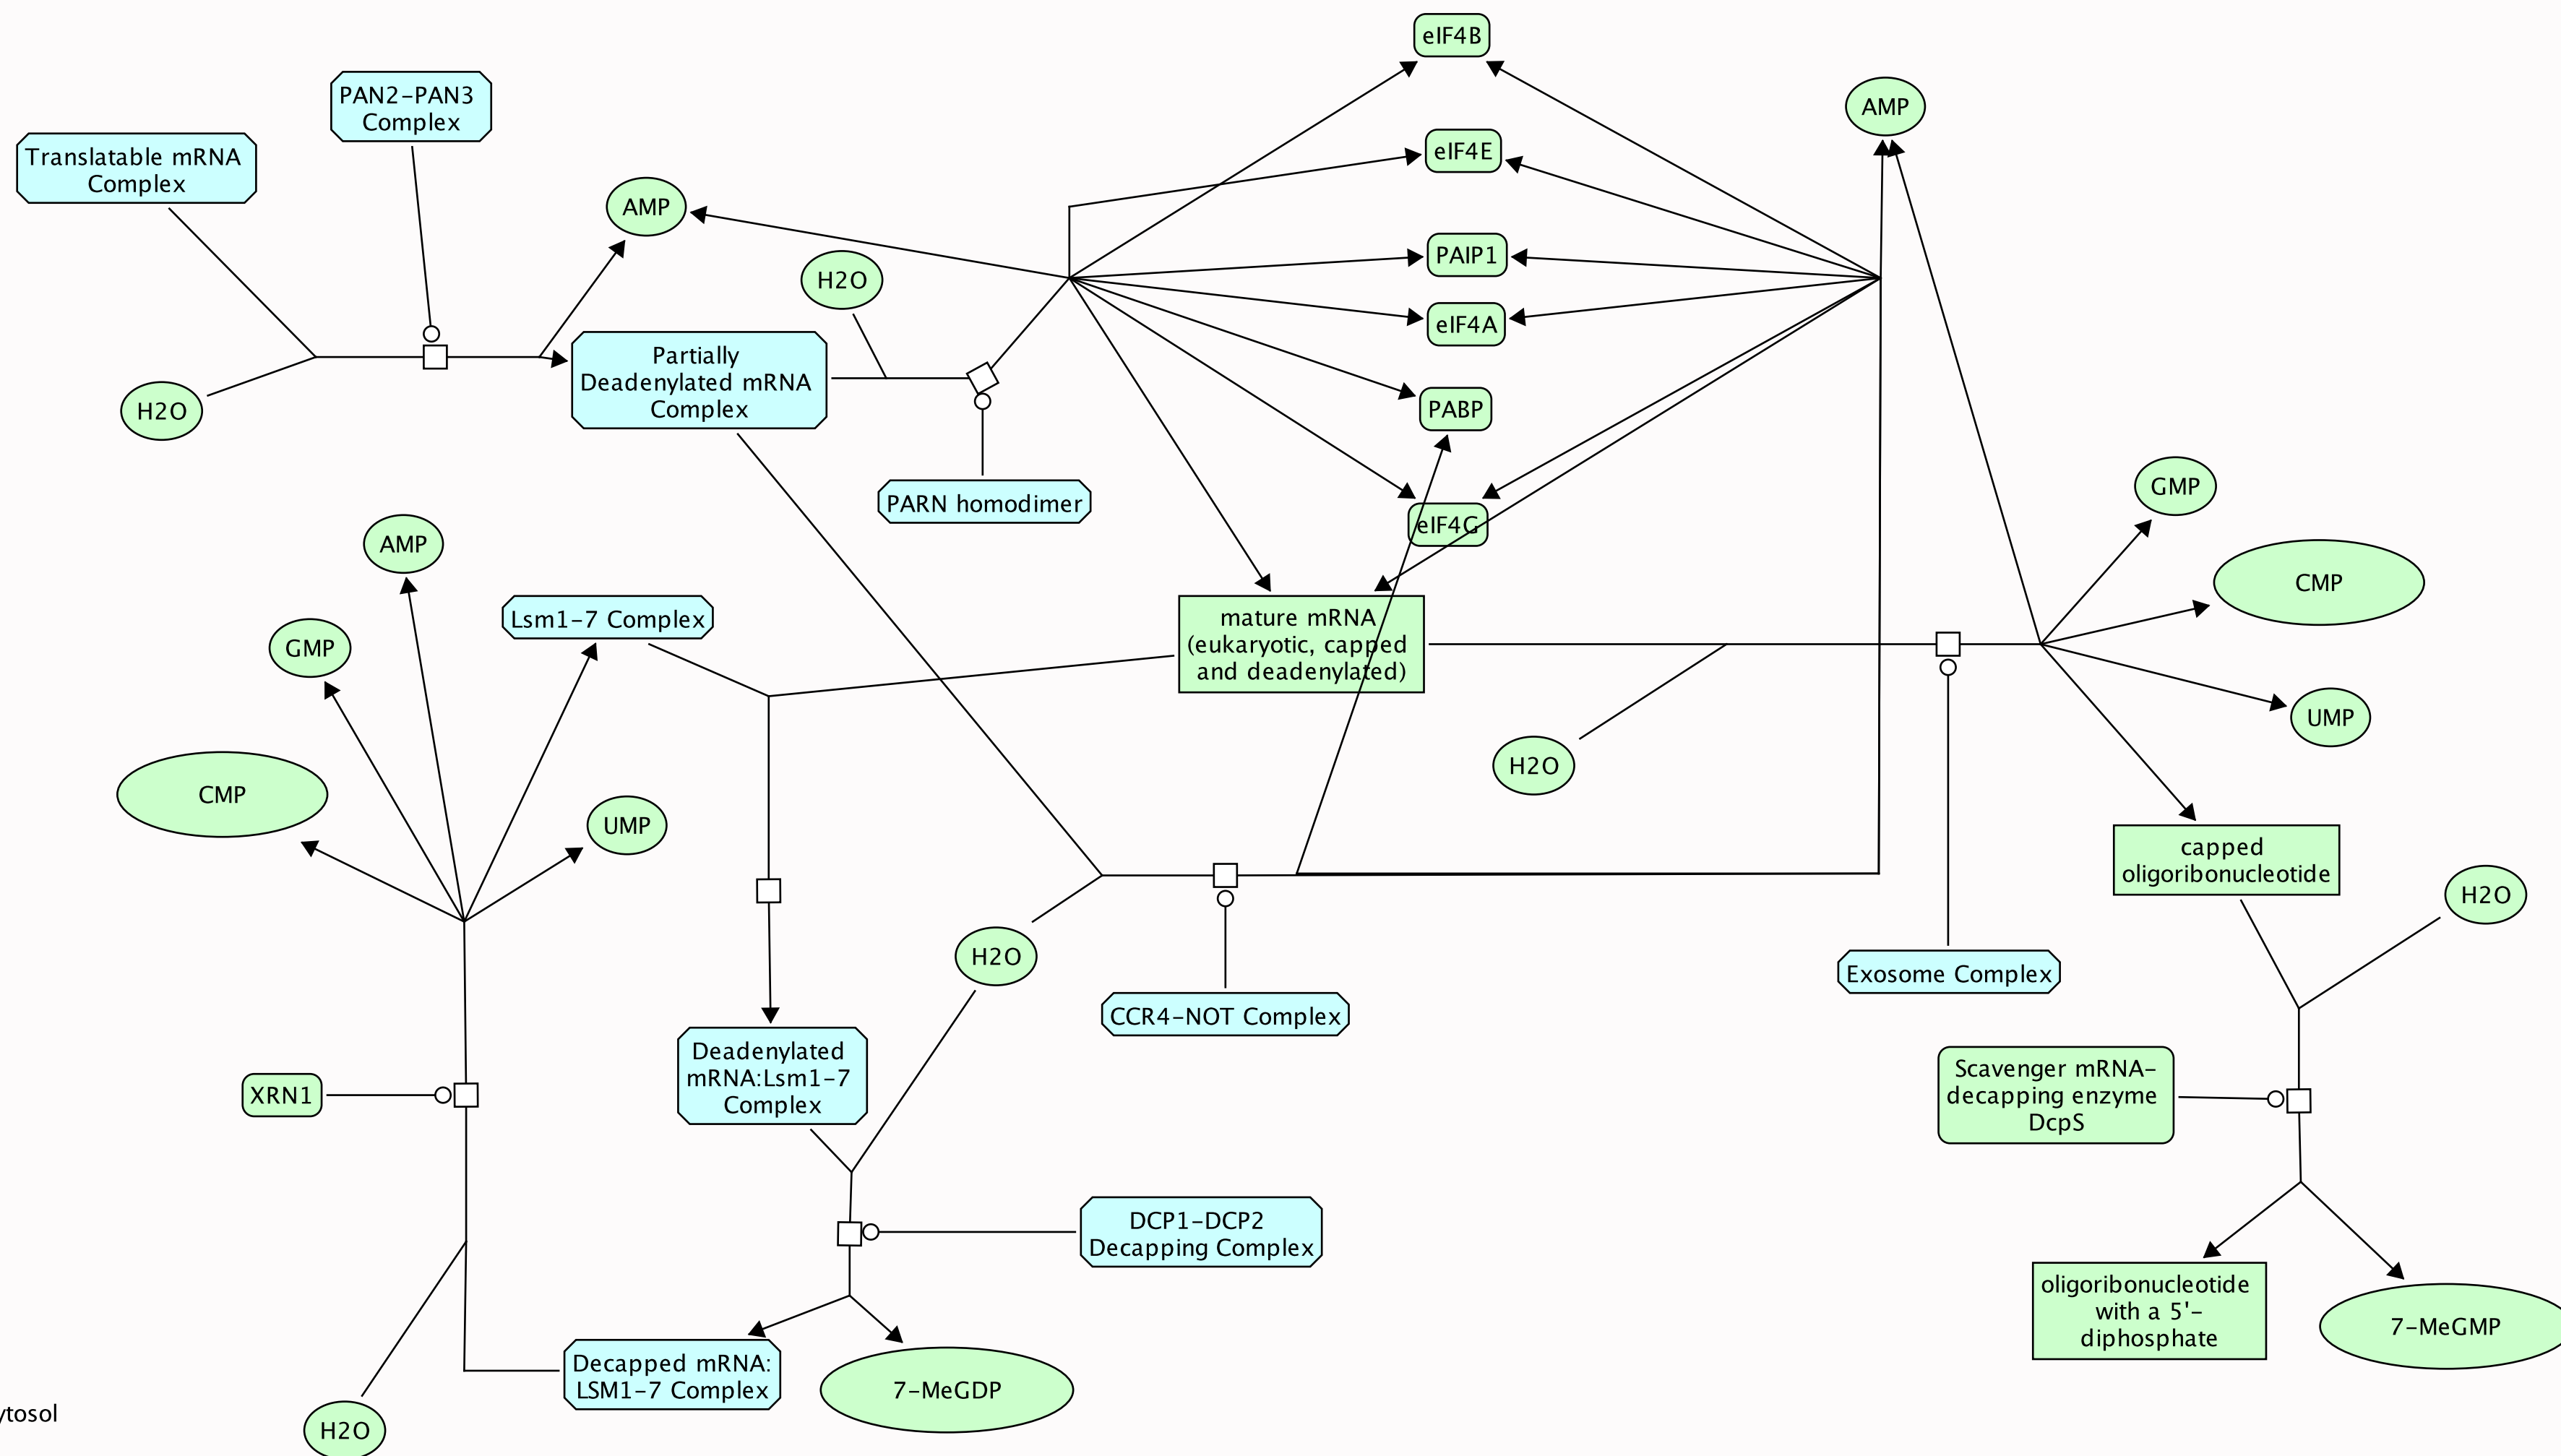 eIF4B
PAN2-PAN3
Complex
AMP
Translatable mRNA
Complex
eIF4E
AMP
PAIP1
H2O
eIF4A
Partially
Deadenylated mRNA
Complex
H2O
PABP
PARN homodimer
GMP
eIF4G
AMP
CMP
Lsm1-7 Complex
mature mRNA
(eukaryotic, capped
and deadenylated)
GMP
UMP
H2O
CMP
UMP
capped
oligoribonucleotide
H2O
H2O
Exosome Complex
CCR4-NOT Complex
Deadenylated
mRNA:Lsm1-7
Complex
XRN1
Scavenger mRNA-
decapping enzyme
DcpS
DCP1-DCP2
Decapping Complex
oligoribonucleotide
with a 5'-
diphosphate
7-MeGMP
Decapped mRNA:
LSM1-7 Complex
7-MeGDP
ytosol
H2O